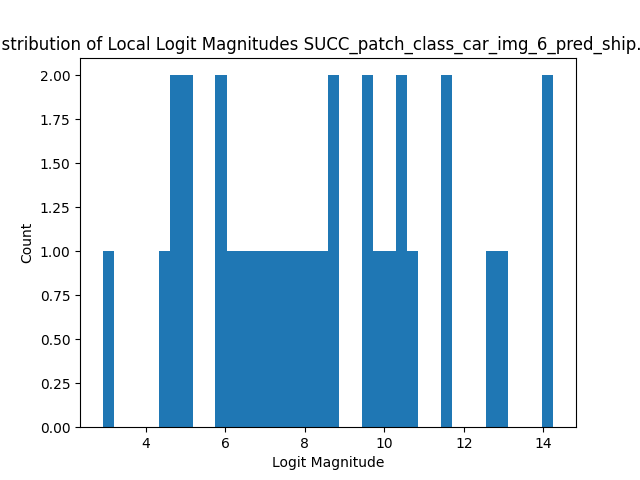 stribution of Local Logit Magnitudes SUCC_patch_class_car_img_6_pred_ship.
2.00
1.75
1.50
1.25
1.00
0.75
0.50
0.25
0.00
Count
4 6 8 10 12 14
Logit Magnitude